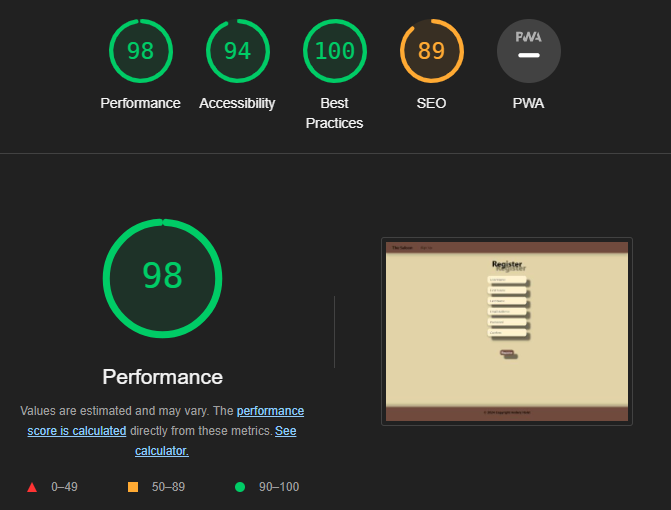 98
94
100
89
PWA
Performance
Accessibility
Best
Practices
SEO
PWA
98
Performance
Values are estimated and may vary. The performance
score is calculated directly from these metrics. See
calculator.
0–49
50–89
90–100
Register